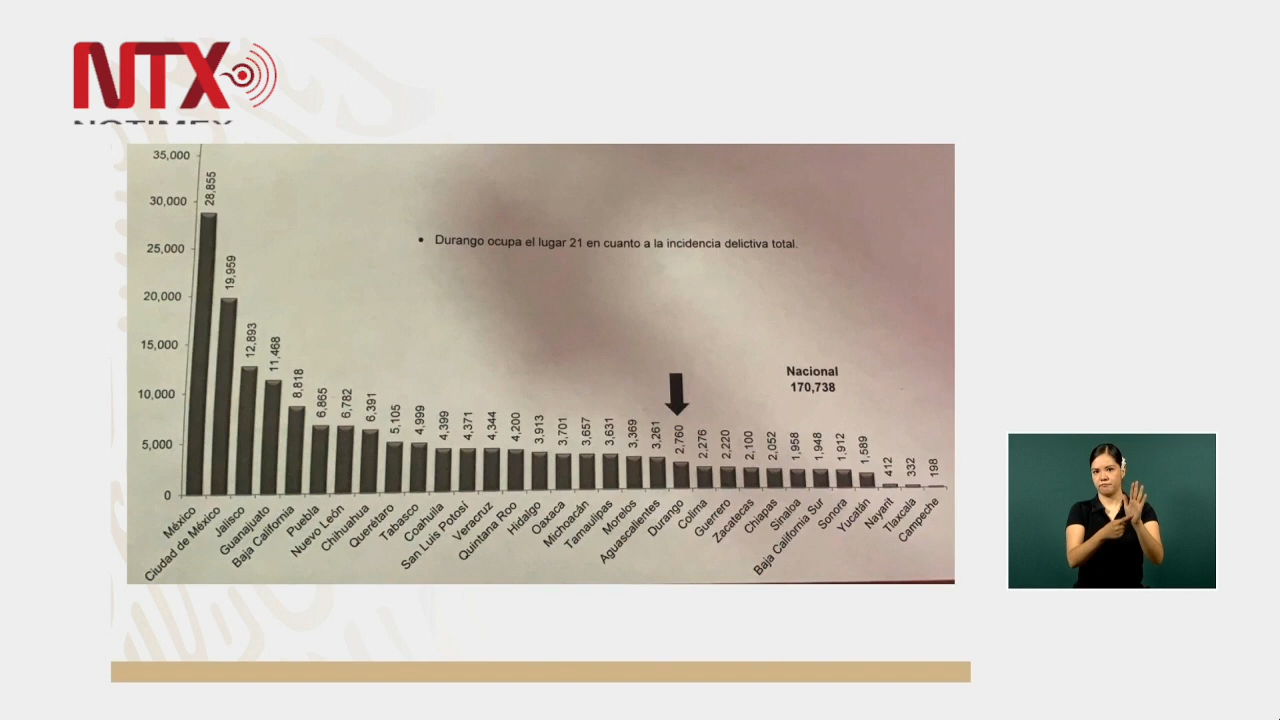 NTX
NOTIMEX
35,000
30,000
25,000
20,000
15,000
10,000
5,000
0
28,855
19,959
12,893
11,468
8,818
6,865
6,782
6,391
5,105
4,999
4,399
4,371
4,344
4,200
3,913
3,701
3,657
3,631
3,369
3,261
2,760
2,276
2,220
2,100
2,052
1,958
1,948
1,912
1,589
412
332
198
• Durango ocupa el lugar 21 en cuanto a la incidencia delictiva total.
Nacional
170,738
México
Ciudad de México
Jalisco
Guanajuato
Baja California
Puebla
Nuevo León
Chihuahua
Querétaro
Tabasco
Coahuila
San Luis Potosí
Veracruz
Quintana Roo
Hidalgo
Oaxaca
Michoacán
Tamaulipas
Morelos
Aguascalientes
Durango
Colima
Guerrero
Zacatecas
Chiapas
Sinaloa
Baja California Sur
Sonora
Yucatán
Nayarit
Tlaxcala
Campeche